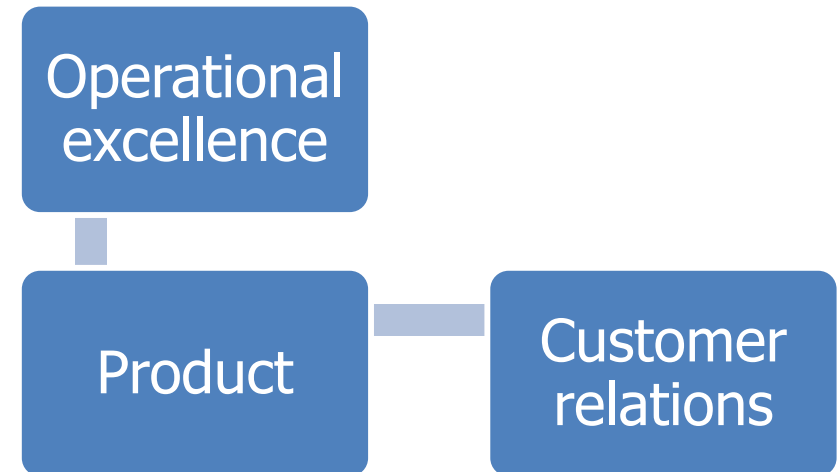 Operational
excellence
Product
Customer
relations